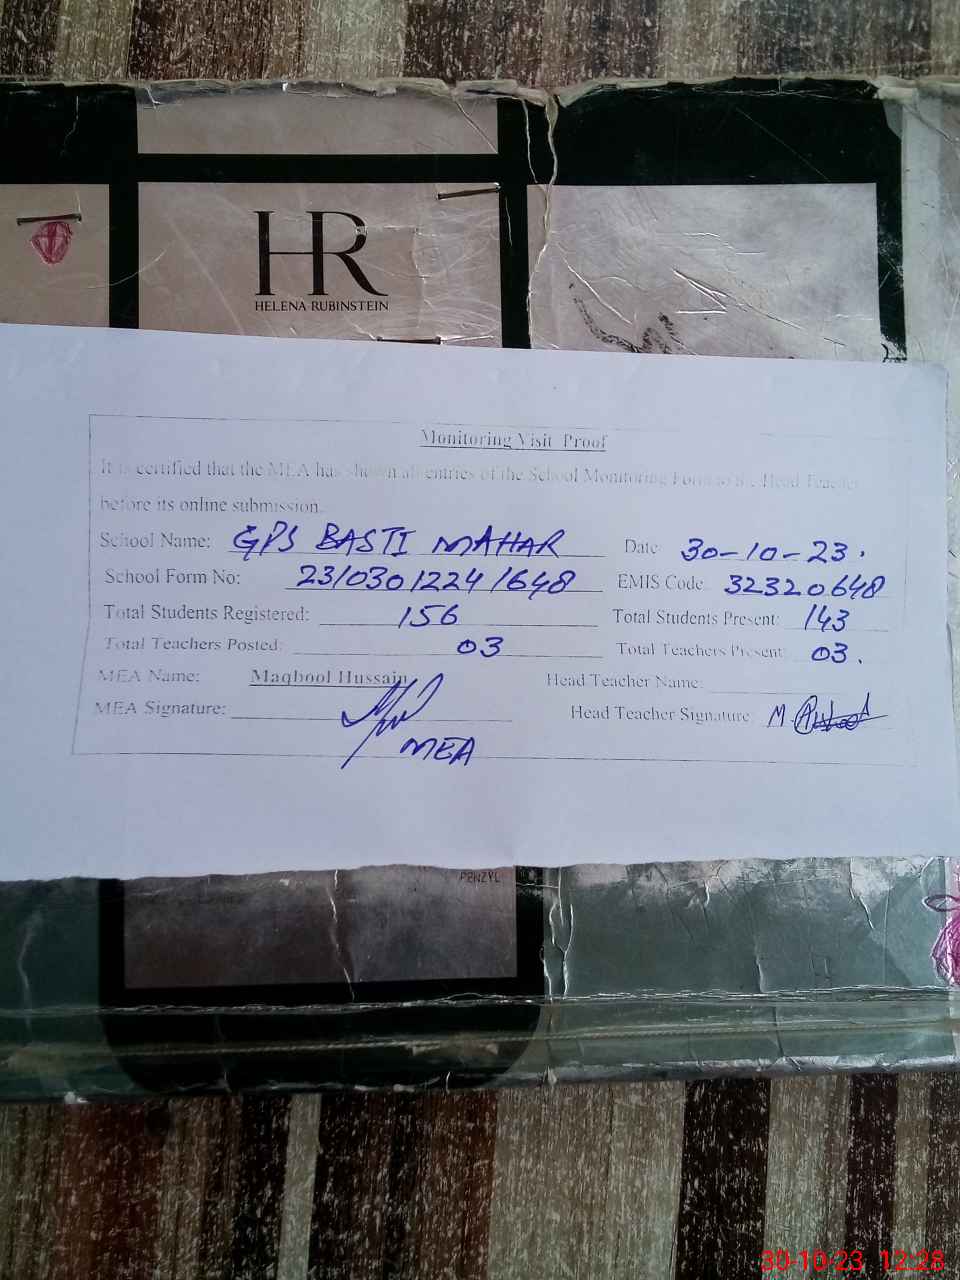 HR
HELENA RUBINSTEIN
Monitoring Visit Proof
It is certified that the MEA has shown all entries of the School Monitoring Form to the Head Teacher
before its online submission.
School Name: GPS BASTI MAHAR Date: 30-10-23.
School Form No: 23103012241648 EMIS Code: 32320648
Total Students Registered: 156 Total Students Present: 143
Total Teachers Posted: 03 Total Teachers Present: 03.
MEA Name: Maqbool Hussain Head Teacher Name:
MEA Signature: Head Teacher Signature: M.
MEA
30-10-23 12:28